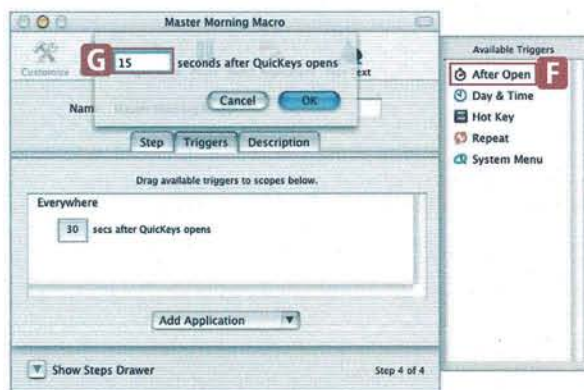 Master Morning Macro
G
15 seconds after QuicKeys opens
Customize
ext
Cancel OK
Nam
Step Triggers Description
Drag available triggers to scopes below.
Everywhere
30 secs after QuicKeys opens
Add Application
Show Steps Drawer
Step 4 of 4
Available Triggers
After Open
F
Day & Time
Hot Key
Repeat
System Menu